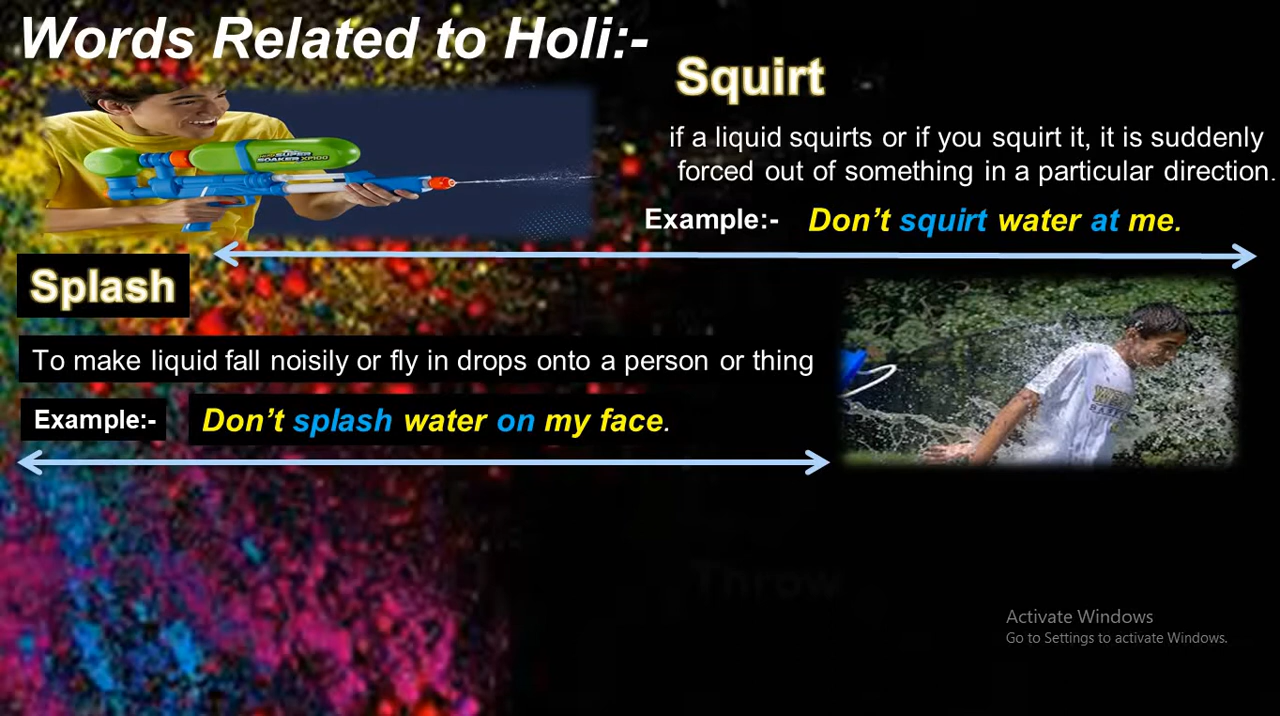 Words Related to Holi:-
Squirt
if a liquid squirts or if you squirt it, it is suddenly
forced out of something in a particular direction.
SUPER
SOAKER XP100
Example:- Don't squirt water at me.
Splash
To make liquid fall noisily or fly in drops onto a person or thing
Example:- Don't splash water on my face.
Throw
Activate Windows
Go to Settings to activate Windows.